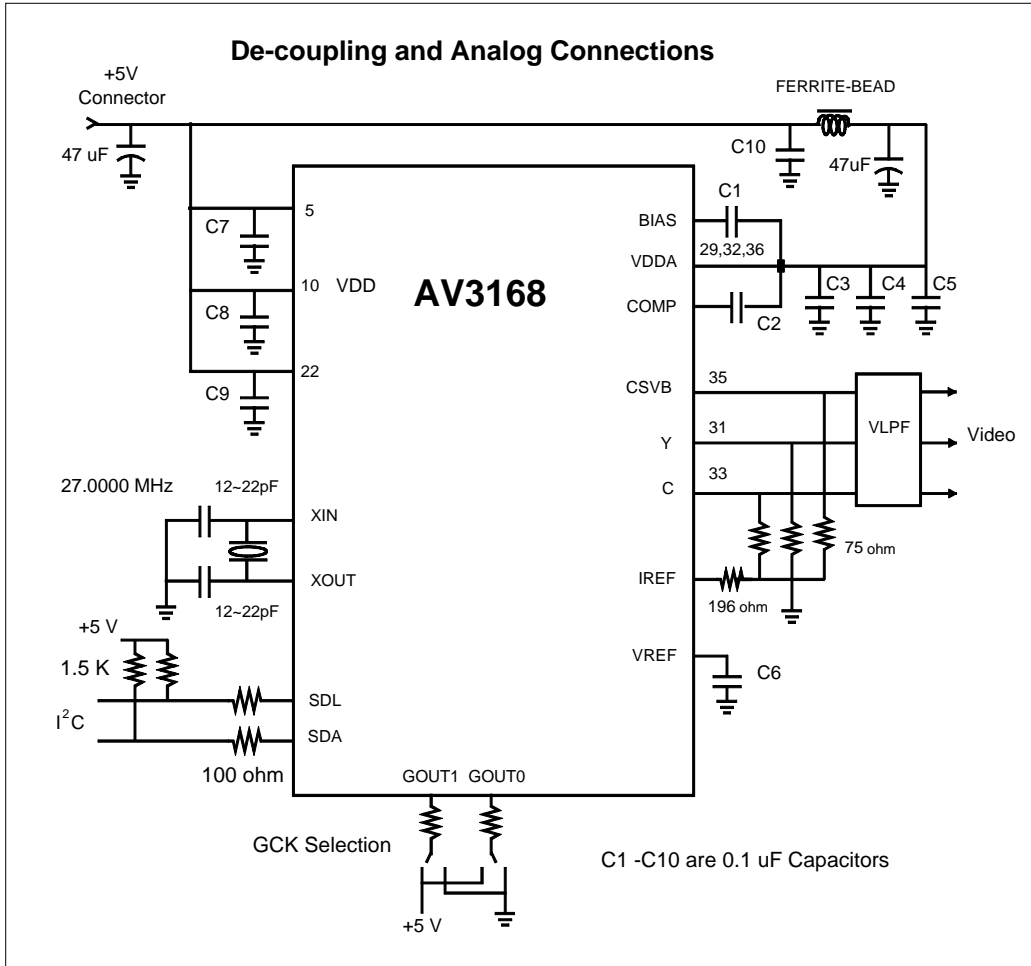 De-coupling and Analog Connections
+5V
Connector
FERRITE-BEAD
47 uF
C10
47uF
C1
5
C7
BIAS
29,32,36
VDDA
10
VDD
AV3168
C3
C4
C5
C8
COMP
C2
22
C9
CSVB
35
VLPF
Video
Y
31
C
33
27.0000 MHz
12~22pF
XIN
75 ohm
XOUT
IREF
12~22pF
196 ohm
+5 V
1.5 K
VREF
C6
SDL
I²C
SDA
100 ohm
GOUT1
GOUT0
GCK Selection
C1 -C10 are 0.1 uF Capacitors
+5 V